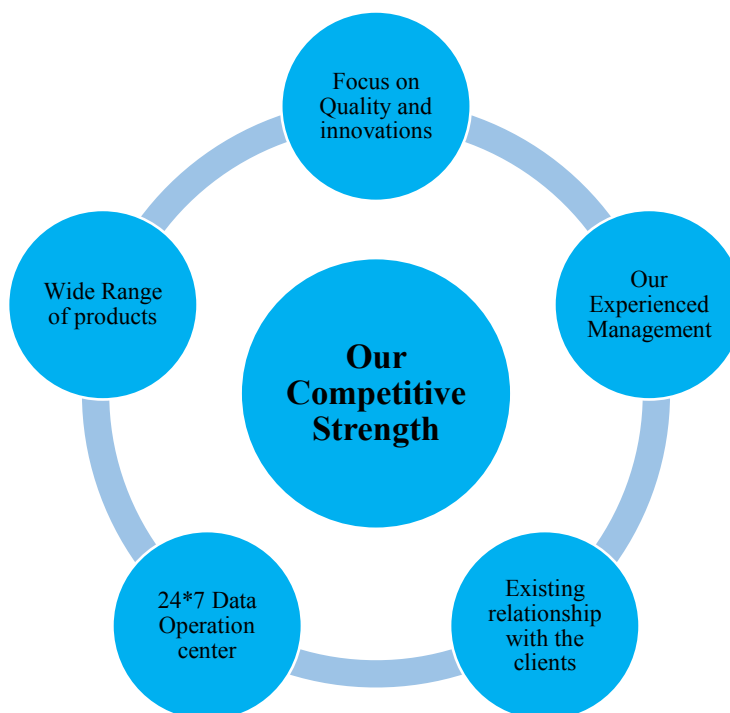 Focus on
Quality and
innovations
Our
Experienced
Management
Existing
relationship
with the
clients
24*7 Data
Operation
center
Wide Range
of products
Our
Competitive
Strength